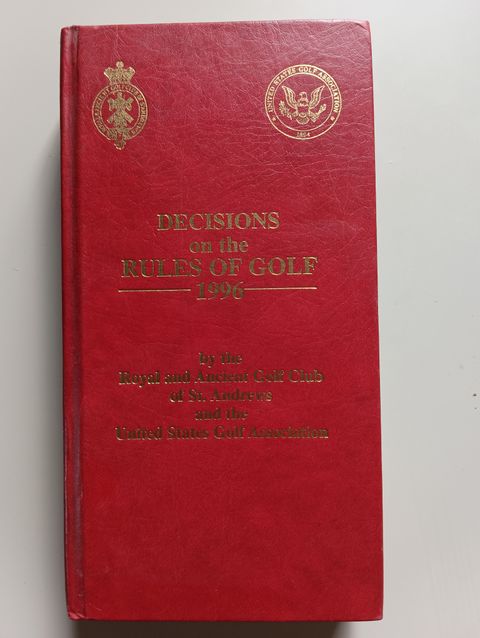 UNITED STATES GOLF ASSOCIATION
1894
DECISIONS
on the
RULES OF GOLF
1996
by the
Royal and Ancient Golf Club
of St. Andrews
and the
United States Golf Association